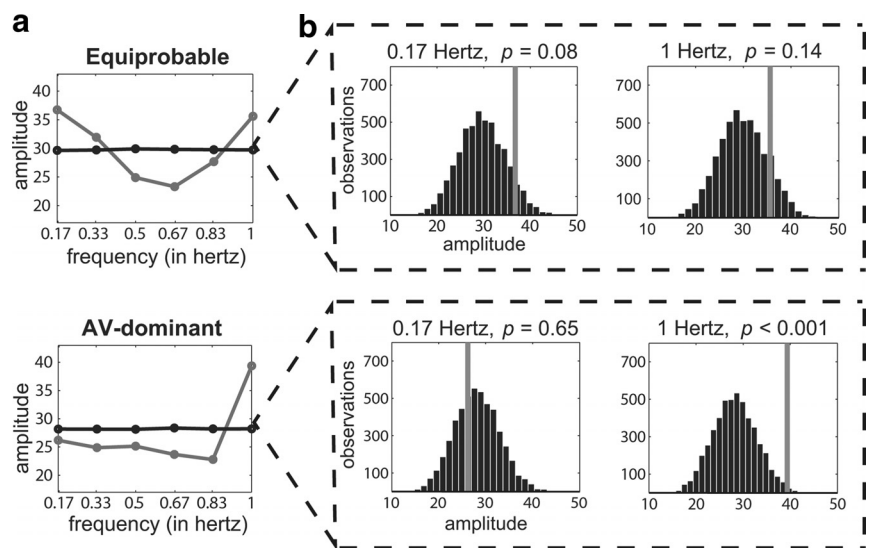 a
b
Equiprobable
amplitude
40
35
30
25
20
0.17 0.33 0.5 0.67 0.83 1
frequency (in hertz)
0.17 Hertz, p = 0.08
observations
700
500
300
100
10 20 30 40 50
amplitude
1 Hertz, p = 0.14
700
500
300
100
10 20 30 40 50
AV-dominant
amplitude
40
35
30
25
20
0.17 0.33 0.5 0.67 0.83 1
frequency (in hertz)
0.17 Hertz, p = 0.65
observations
700
500
300
100
10 20 30 40 50
amplitude
1 Hertz, p < 0.001
700
500
300
100
10 20 30 40 50